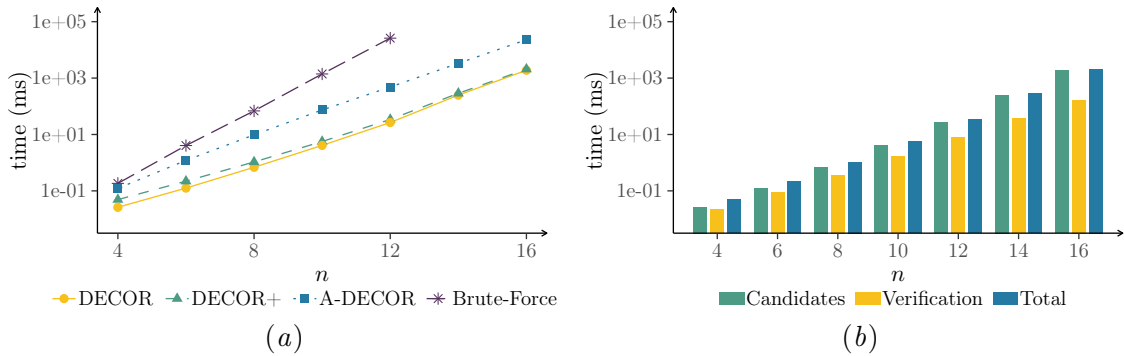 1e+05
1e+03
1e+01
1e-01
time (ms)
4
8
12
16
n
DECOR
DECOR+
A-DECOR
Brute-Force
(a)
1e+05
1e+03
1e+01
1e-01
time (ms)
4
6
8
10
12
14
16
n
Candidates
Verification
Total
(b)